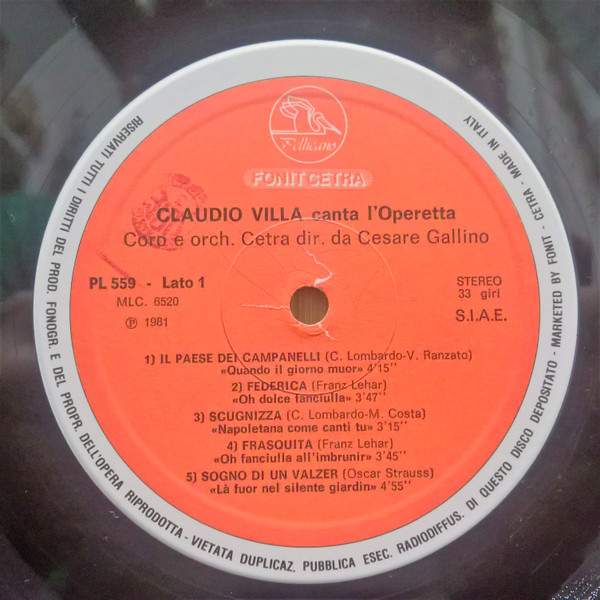 Pellicano
FONIT CETRA
CLAUDIO VILLA canta l'Operetta
Coro e orch. Cetra dir. da Cesare Gallino
PL 559 - Lato 1
MLC. 6520
Ⓟ 1981
STEREO
33 giri
S.I.A.E.
1) IL PAESE DEI CAMPANELLI (C. Lombardo-V. Ranzato)
«Quando il giorno muor» 4'15''
2) FEDERICA (Franz Lehar)
«Oh dolce fanciulla» 3'47''
3) SCUGNIZZA (C. Lombardo-M. Costa)
«Napoletana come canti tu» 3'15''
4) FRASQUITA (Franz Lehar)
«Oh fanciulla all'imbrunir» 3'45''
5) SOGNO DI UN VALZER (Oscar Strauss)
«Là fuor nel silente giardin» 4'55''
RISERVATI TUTTI I DIRITTI DEL PROD. FONOGR. E DEL PROPR. DELL'OPERA RIPRODOTTA - VIETATA DUPLICAZ. PUBBLICA ESEC. RADIODIFFUS. DI QUESTO DISCO DEPOSITATO - MARKETED BY FONIT - CETRA - MADE IN ITALY